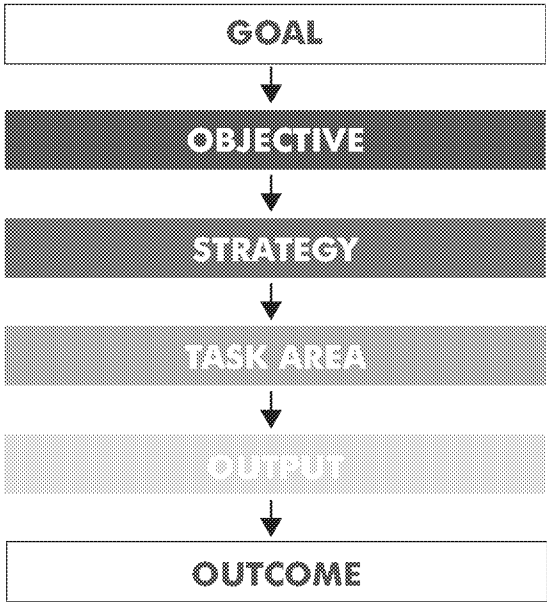 GOAL
OBJECTIVE
STRATEGY
TASK AREA
OUTPUT
OUTCOME